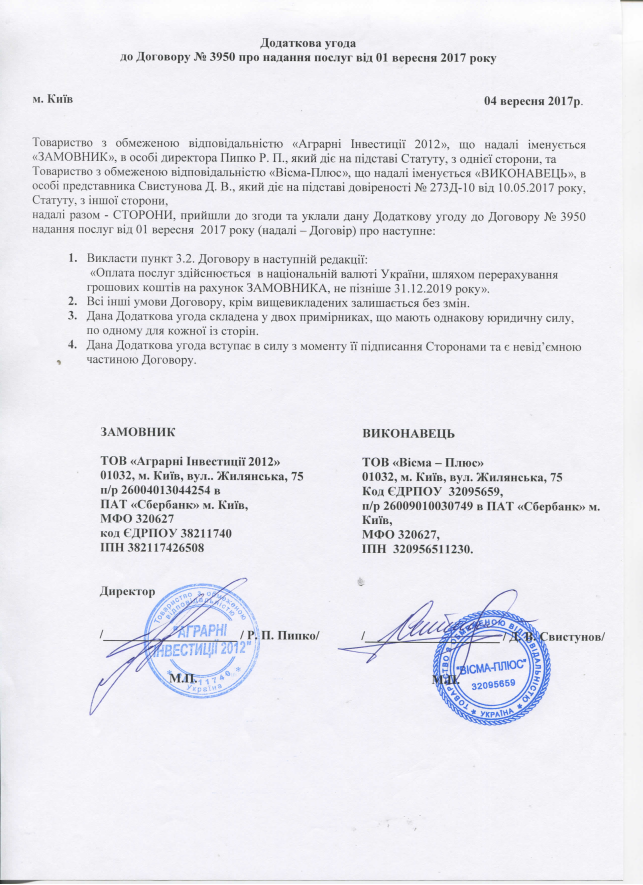 Додаткова угода
до Договору № 3950 про надання послуг від 01 вересня 2017 року
м. Київ
04 вересня 2017р.
Товариство з обмеженою відповідальністю «Аграрні Інвестиції 2012», що надалі іменується
«ЗАМОВНИК», в особі директора Пипко Р. П., який діє на підставі Статуту, з однієї сторони, та
Товариство з обмеженою відповідальністю «Вісма-Плюс», що надалі іменується «ВИКОНАВЕЦЬ», в
особі представника Свистунова Д. В., який діє на підставі довіреності № 273Д-10 від 10.05.2017 року,
Статуту, з іншої сторони,
надалі разом - СТОРОНИ, прийшли до згоди та уклали дану Додаткову угоду до Договору № 3950
надання послуг від 01 вересня 2017 року (надалі – Договір) про наступне:
1. Викласти пункт 3.2. Договору в наступній редакції:
«Оплата послуг здійснюється в національній валюті України, шляхом перерахування
грошових коштів на рахунок ЗАМОВНИКА, не пізніше 31.12.2019 року».
2. Всі інші умови Договору, крім вищевикладених залишається без змін.
3. Дана Додаткова угода складена у двох примірниках, що мають однакову юридичну силу,
по одному для кожної із сторін.
4. Дана Додаткова угода вступає в силу з моменту її підписання Сторонами та є невід’ємною
частиною Договору.
ЗАМОВНИК
ТОВ «Аграрні Інвестиції 2012»
01032, м. Київ, вул.. Жилянська, 75
п/р 26004013044254 в
ПАТ «Сбербанк» м. Київ,
МФО 320627
код ЄДРПОУ 38211740
ІПН 382117426508
Директор
/____________________/ Р. П. Пипко/
М.П.
Товариство з обмеженою
відповідальністю
"АГРАРНІ
ІНВЕСТИЦІЇ 2012"
Україна
ВИКОНАВЕЦЬ
ТОВ «Вісма – Плюс»
01032, м. Київ, вул. Жилянська, 75
Код ЄДРПОУ 32095659,
п/р 26009010030749 в ПАТ «Сбербанк» м.
Київ,
МФО 320627,
ІПН 320956511230.
/____________________/ Д. В. Свистунов/
М.П.
ТОВАРИСТВО З ОБМЕЖЕНОЮ ВІДПОВІДАЛЬНІСТЮ
"ВІСМА-ПЛЮС"
32095659
* УКРАЇНА *